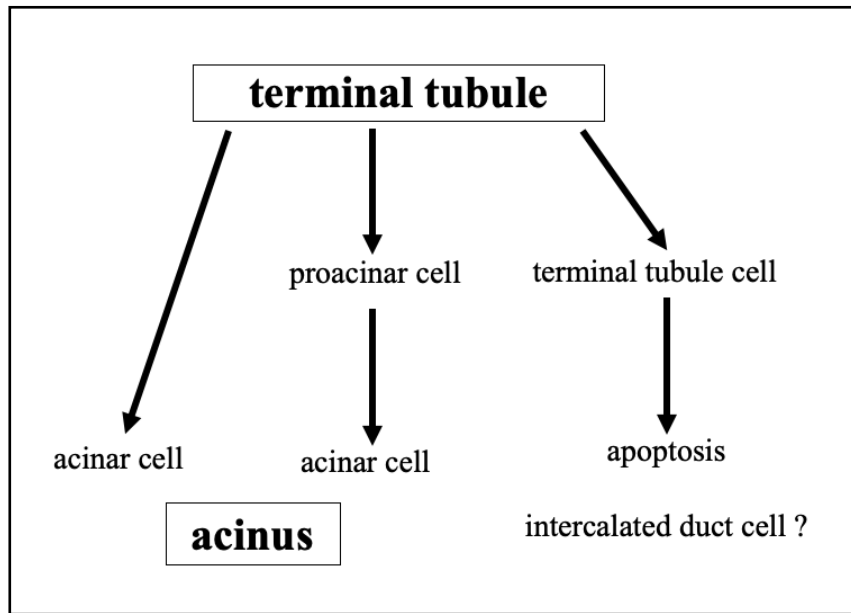 terminal tubule
proacinar cell
terminal tubule cell
acinar cell
acinar cell
apoptosis
acinus
intercalated duct cell ?